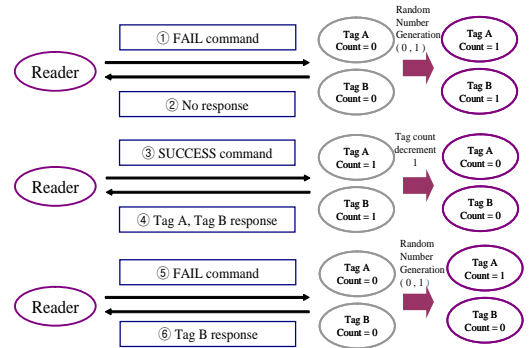 ① FAIL command
Reader
② No response
Tag A
Count = 0
Tag B
Count = 0
Random
Number
Generation
( 0 , 1 )
Tag A
Count = 1
Tag B
Count = 1
③ SUCCESS command
Reader
④ Tag A, Tag B response
Tag A
Count = 1
Tag B
Count = 1
Tag count
decrement
1
Tag A
Count = 0
Tag B
Count = 0
⑤ FAIL command
Reader
⑥ Tag B response
Tag A
Count = 0
Tag B
Count = 0
Random
Number
Generation
( 0 , 1 )
Tag A
Count = 1
Tag B
Count = 0